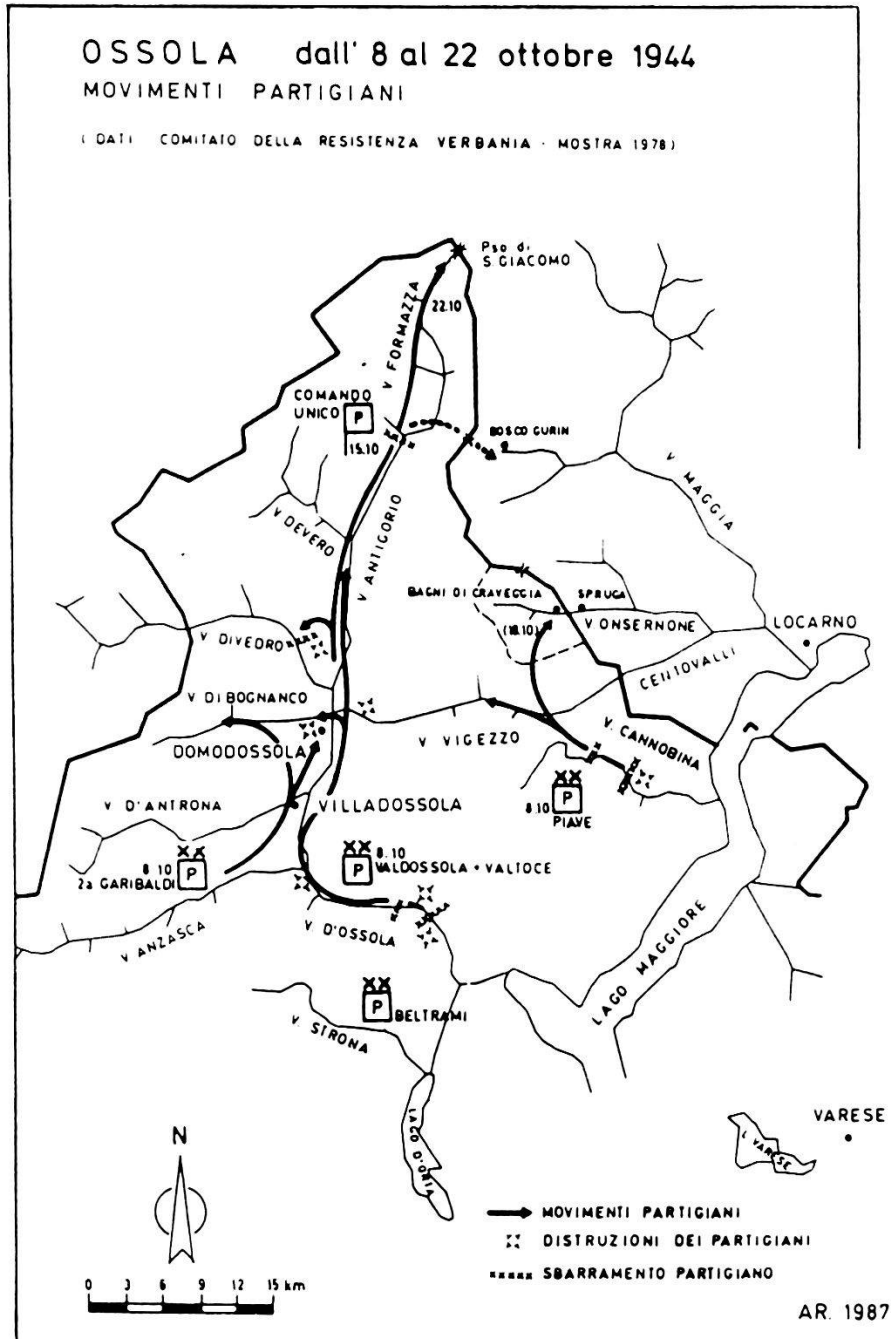 OSSOLA dall' 8 al 22 ottobre 1944
MOVIMENTI PARTIGIANI
( DATI COMITATO DELLA RESISTENZA VERBANIA - MOSTRA 1978)
Pso di
S. GIACOMO
22.10
V FORMAZZA
COMANDO
UNICO
P
15.10
BOSCO GURIN
V MAGGIA
V DEVERO
V ANTIGORIO
BAGNI DI CRAVEGGIA
SPRUGA
(18.10)
V ONSERNONE
LOCARNO
V DIVEDRO
CENTOVALLI
V DI BOGNANCO
DOMODOSSOLA
V VIGEZZO
V. CANNOBINA
V D'ANTRONA
VILLADOSSOLA
8.10
P
PIAVE
8.10
2a GARIBALDI
P
P
8.10
VALDOSSOLA + VALTOCE
V ANZASCA
V D'OSSOLA
LAGO MAGGIORE
P
BELTRAMI
V. STRONA
LAGO D'ORTA
VARESE
L. VARESE
N
MOVIMENTI PARTIGIANI
DISTRUZIONI DEI PARTIGIANI
SBARRAMENTO PARTIGIANO
0 3 6 9 12 15 km
AR. 1987